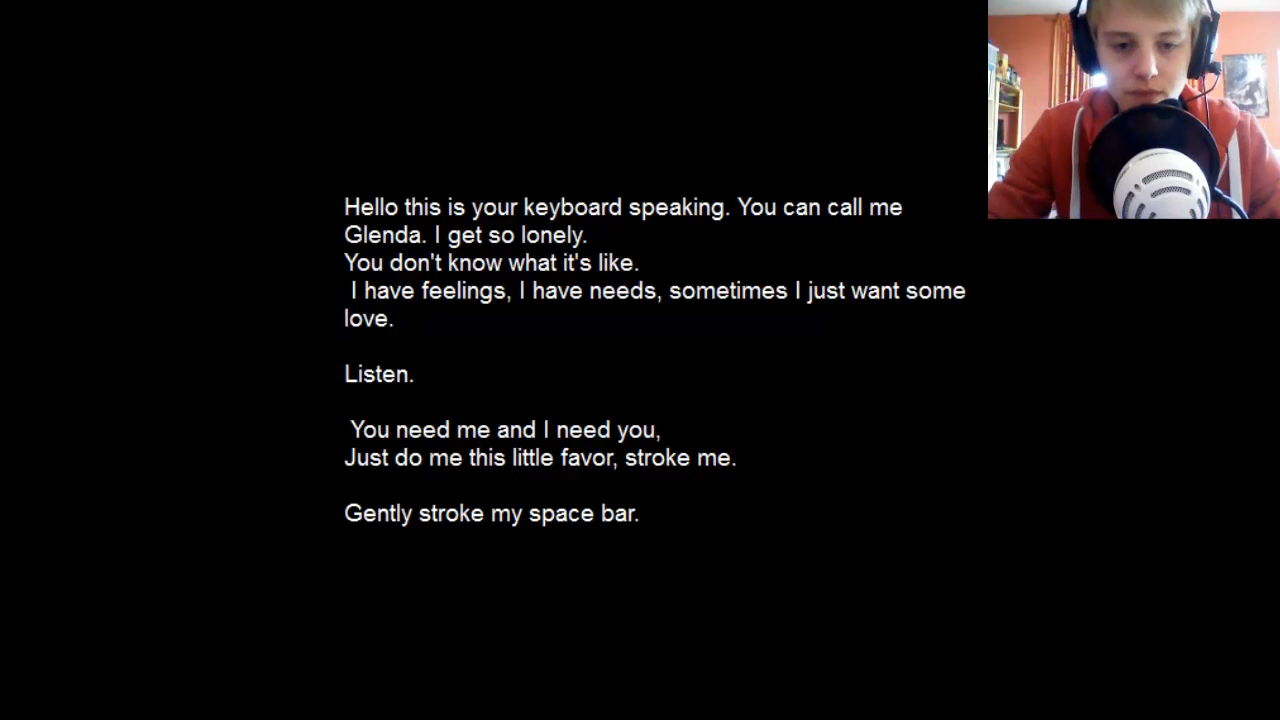 Hello this is your keyboard speaking. You can call me
Glenda. I get so lonely.
You don't know what it's like.
I have feelings, I have needs, sometimes I just want some
love.
Listen.
You need me and I need you,
Just do me this little favor, stroke me.
Gently stroke my space bar.